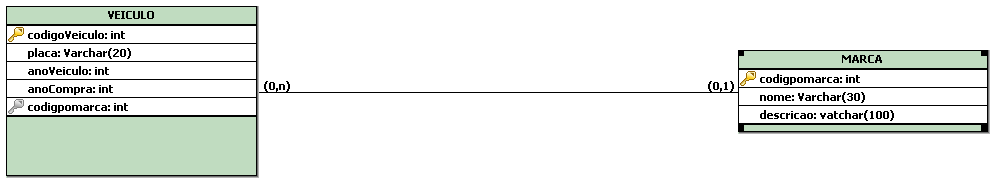 VEICULO
codigoVeiculo: int
placa: Varchar(20)
anoVeiculo: int
anoCompra: int
codigpomarca: int
(0,n)
(0,1)
MARCA
codigpomarca: int
nome: Varchar(30)
descricao: vatchar(100)